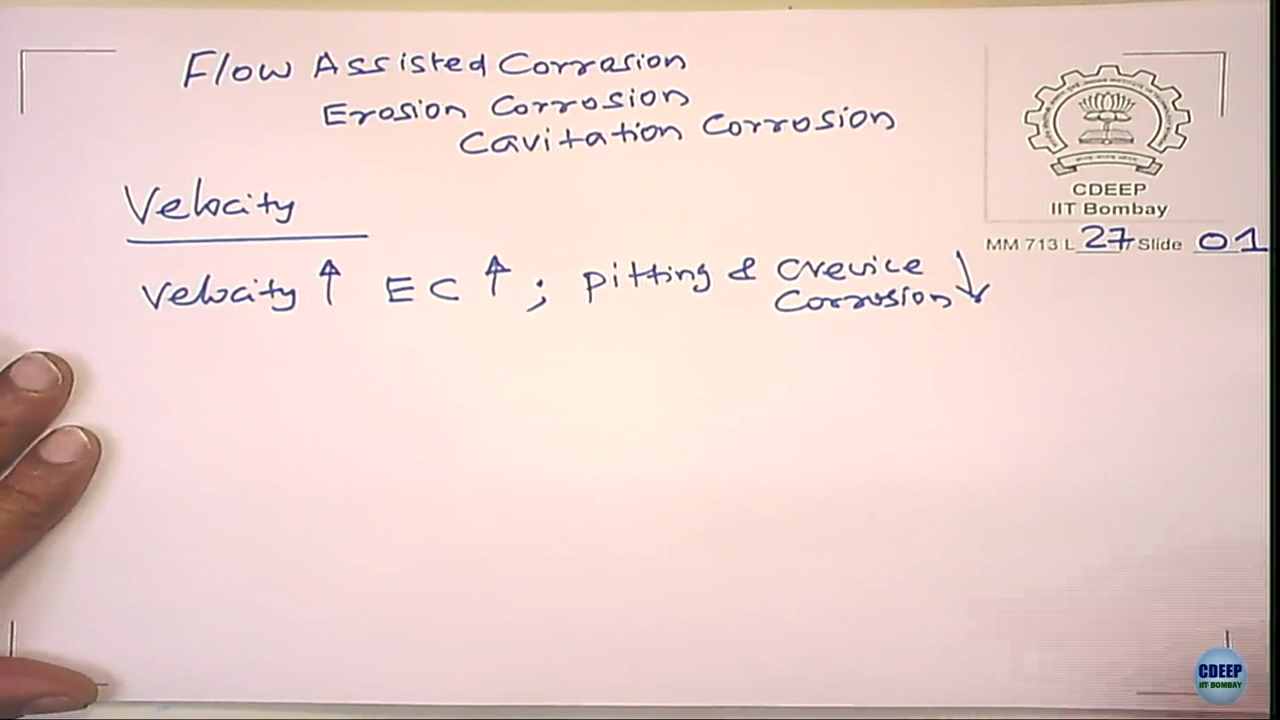 Flow Assisted Corrosion
Erosion Corrosion
Cavitation Corrosion
Velocity
Velocity ↑ EC ↑ ; pitting & crevice corrosion ↓
CDEEP
IIT Bombay
MM 713 L 27 Slide 01
CDEEP
IIT BOMBAY